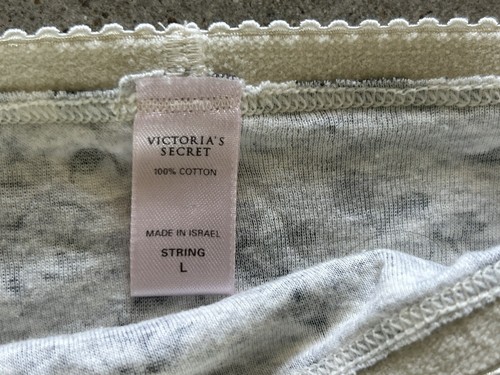 VICTORIA'S
SECRET
100% COTTON
MADE IN ISRAEL
STRING
L